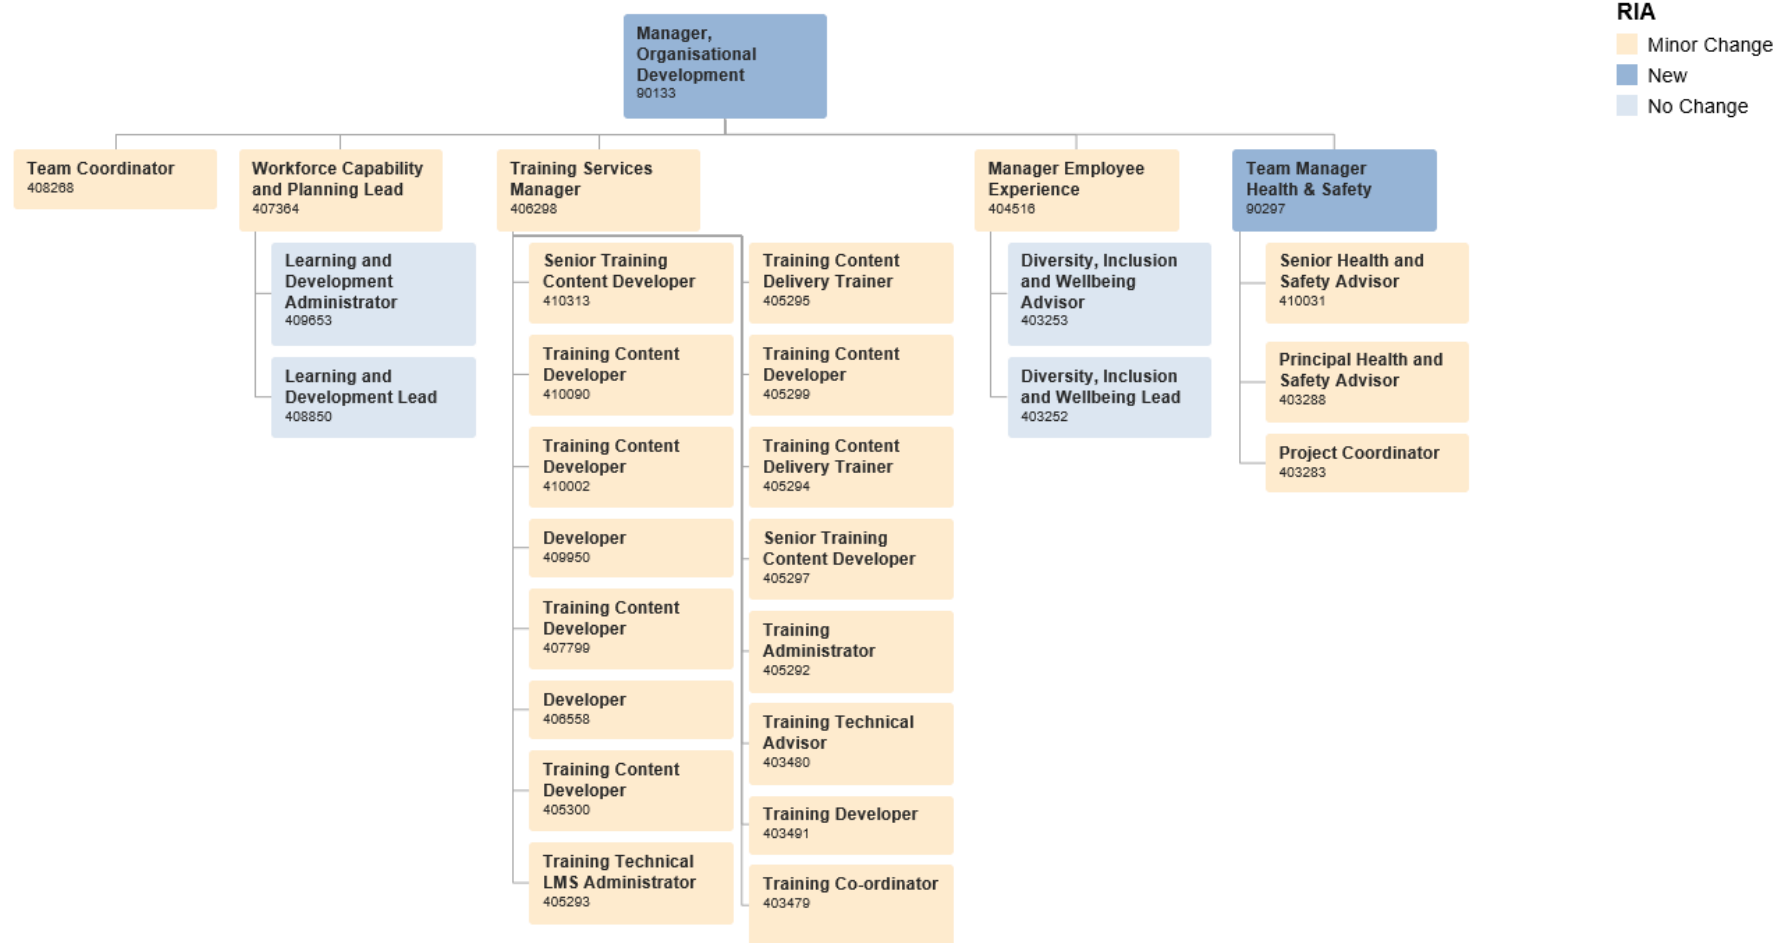 RIA
Minor Change
New
No Change
Manager,
Organisational
Development
90133
Team Coordinator
408268
Workforce Capability
and Planning Lead
407364
Learning and
Development
Administrator
409653
Learning and
Development Lead
408850
Training Services
Manager
406298
Senior Training
Content Developer
410313
Training Content
Developer
410090
Training Content
Developer
410002
Developer
409950
Training Content
Developer
407799
Developer
406558
Training Content
Developer
405300
Training Technical
LMS Administrator
405293
Training Content
Delivery Trainer
405295
Training Content
Developer
405299
Training Content
Delivery Trainer
405294
Senior Training
Content Developer
405297
Training
Administrator
405292
Training Technical
Advisor
403480
Training Developer
403491
Training Co-ordinator
403479
Manager Employee
Experience
404516
Diversity, Inclusion
and Wellbeing
Advisor
403253
Diversity, Inclusion
and Wellbeing Lead
403252
Team Manager
Health & Safety
90297
Senior Health and
Safety Advisor
410031
Principal Health and
Safety Advisor
403288
Project Coordinator
403283